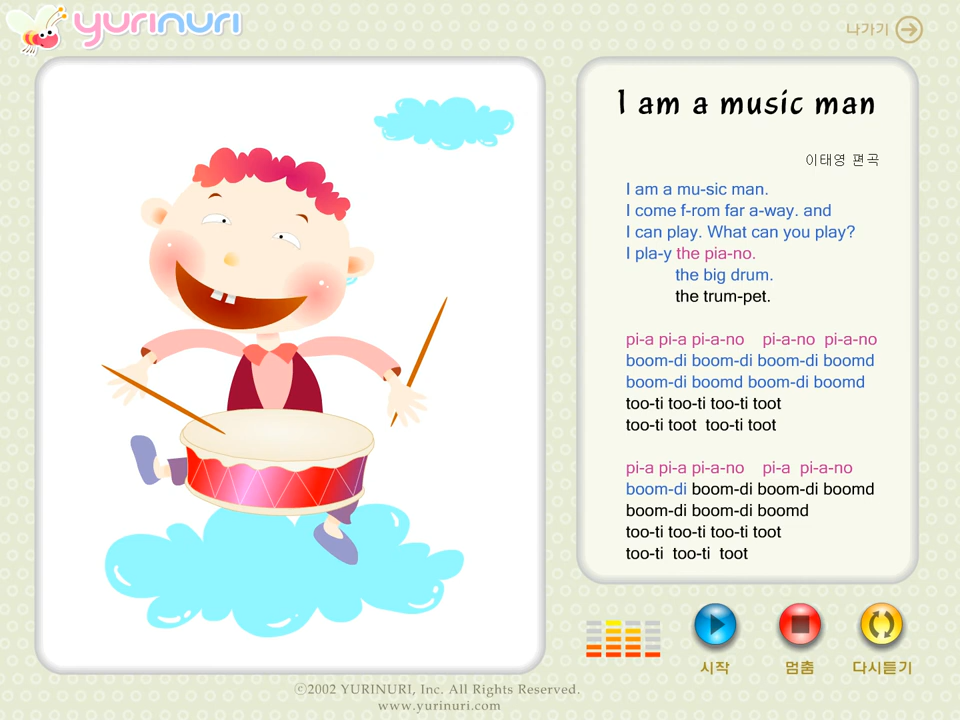 yurinuri
나가기
I am a music man
이태영 편곡
I am a mu-sic man.
I come f-rom far a-way. and
I can play. What can you play?
I pla-y the pia-no.
the big drum.
the trum-pet.
pi-a pi-a pi-a-no pi-a-no pi-a-no
boom-di boom-di boom-di boomd
boom-di boomd boom-di boomd
too-ti too-ti too-ti toot
too-ti toot too-ti toot
pi-a pi-a pi-a-no pi-a pi-a-no
boom-di boom-di boom-di boomd
boom-di boom-di boomd
too-ti too-ti too-ti toot
too-ti too-ti toot
시작 멈춤 다시듣기
ⓒ2002 YURINURI, Inc. All Rights Reserved.
www.yurinuri.com